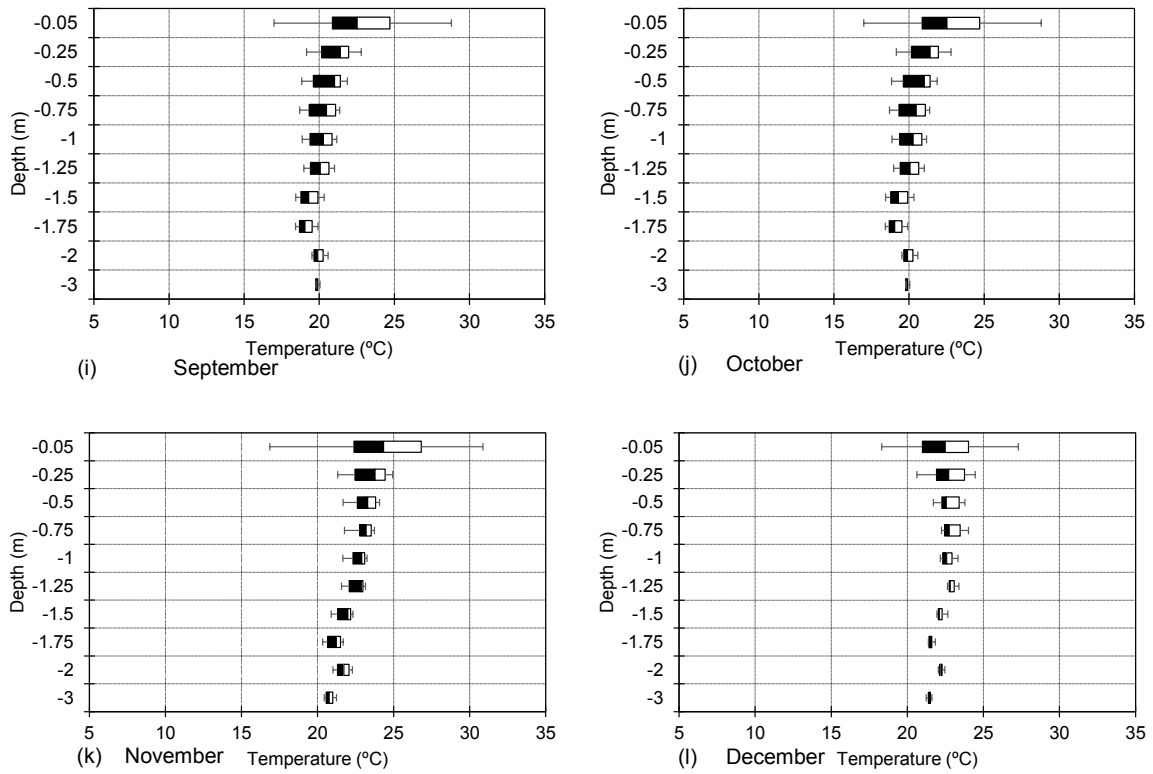 -0.05
-0.25
-0.5
-0.75
-1
-1.25
-1.5
-1.75
-2
-3
Depth (m)
5 10 15 20 25 30 35
Temperature (ºC)
(i) September
-0.05
-0.25
-0.5
-0.75
-1
-1.25
-1.5
-1.75
-2
-3
Depth (m)
5 10 15 20 25 30 35
Temperature (ºC)
(j) October
-0.05
-0.25
-0.5
-0.75
-1
-1.25
-1.5
-1.75
-2
-3
Depth (m)
5 10 15 20 25 30 35
(k) November Temperature (ºC)
-0.05
-0.25
-0.5
-0.75
-1
-1.25
-1.5
-1.75
-2
-3
Depth (m)
5 10 15 20 25 30 35
(l) December Temperature (ºC)